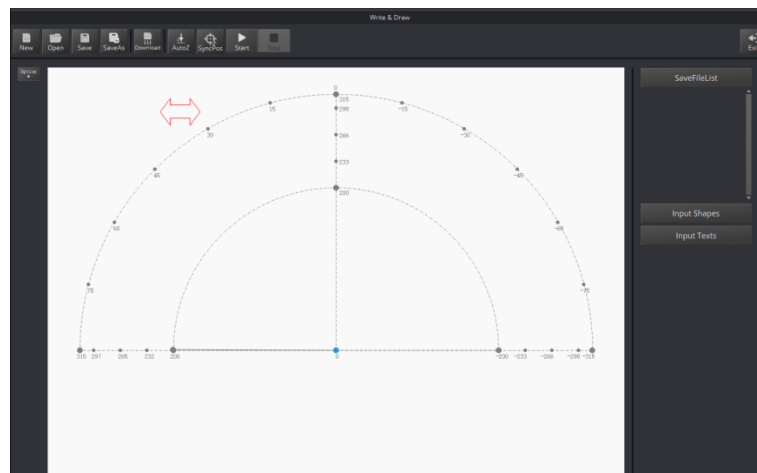 Write & Draw
New Open Save SaveAs Download AutoZ SyncPos Start
Option
SaveFileList
Input Shapes
Input Texts
0
315
15 298 -15
30 266 -30
45 233 -45
60 200 -60
75 -75
315 297 265 232 200 0 -200 -233 -266 -298 -315